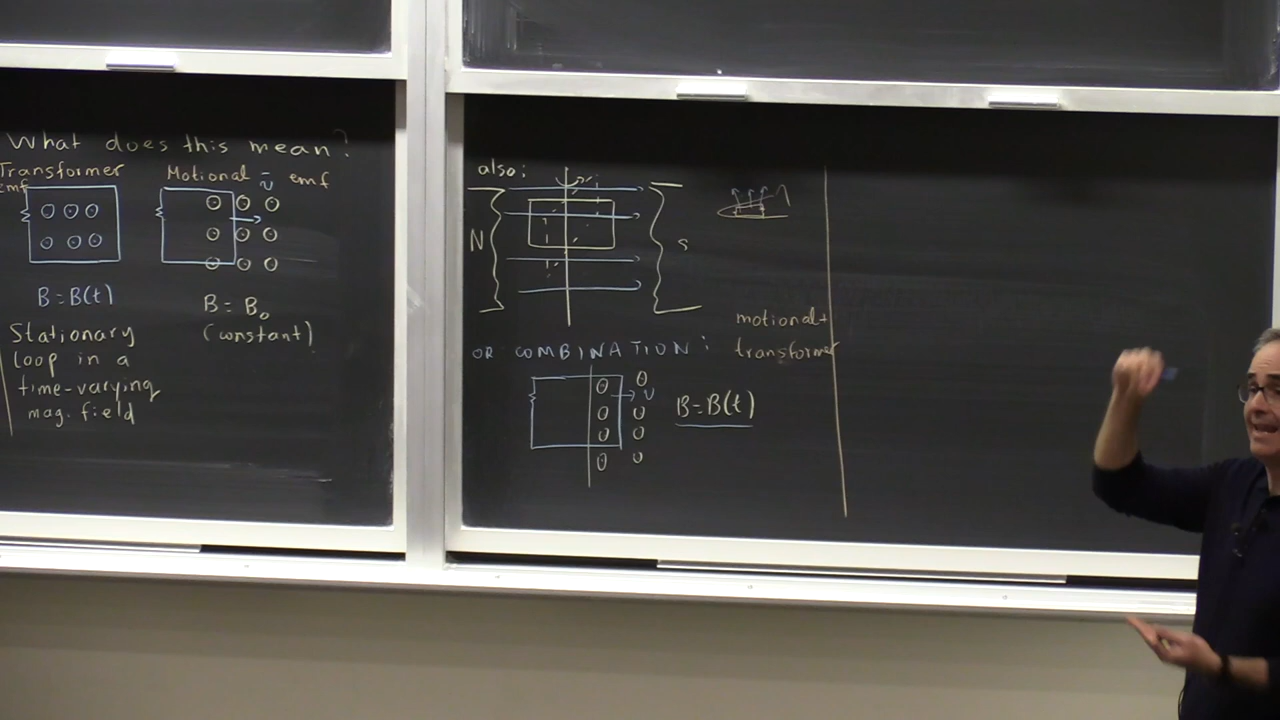 What does this mean?
Transformer emf
Motional emf
v
B=B(t)
B = B₀
(constant)
Stationary
loop in a
time-varying
mag. field
also:
N
S
motional+
transformer
OR COMBINATION:
v
B=B(t)